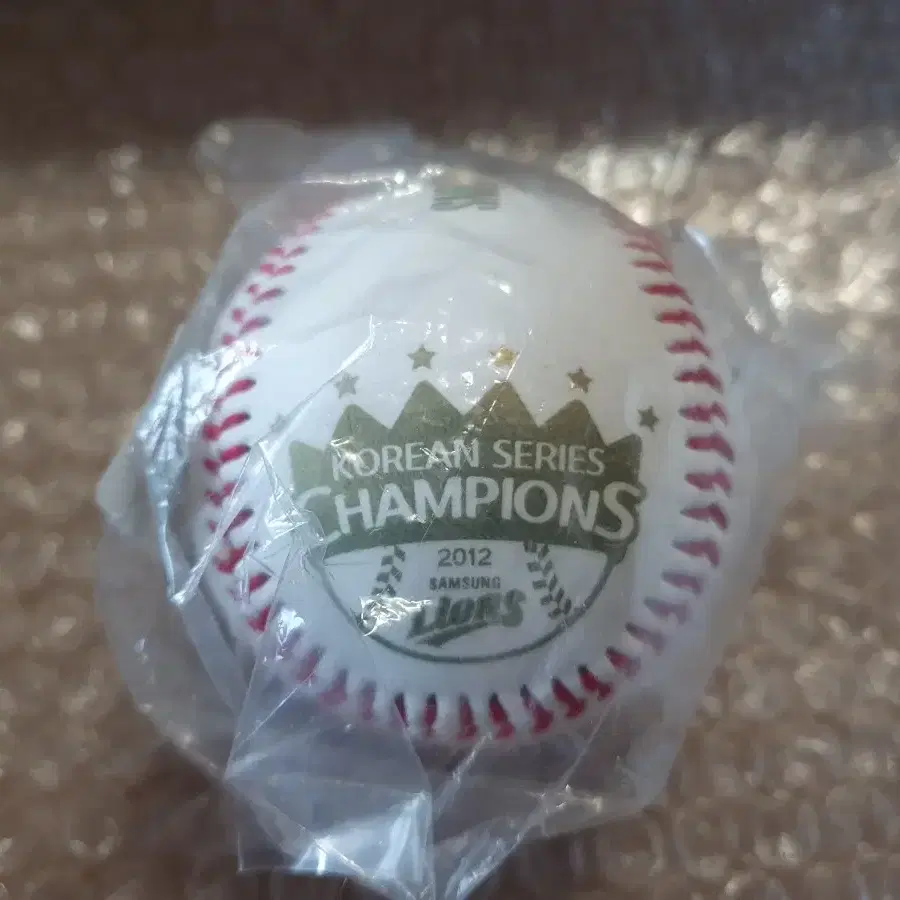 KOREAN SERIES
CHAMPIONS
2012
SAMSUNG
LIONS